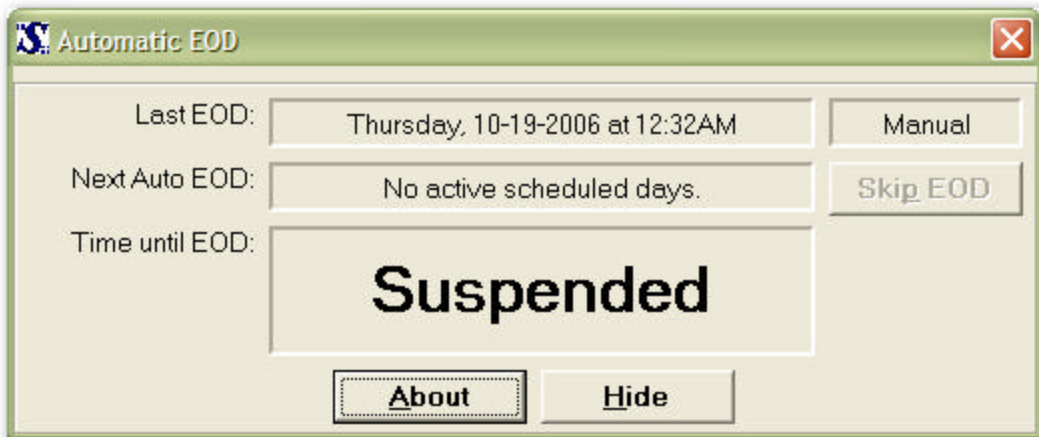 Automatic EOD
Last EOD: Thursday, 10-19-2006 at 12:32AM Manual
Next Auto EOD: No active scheduled days. Skip EOD
Time until EOD: Suspended
About Hide